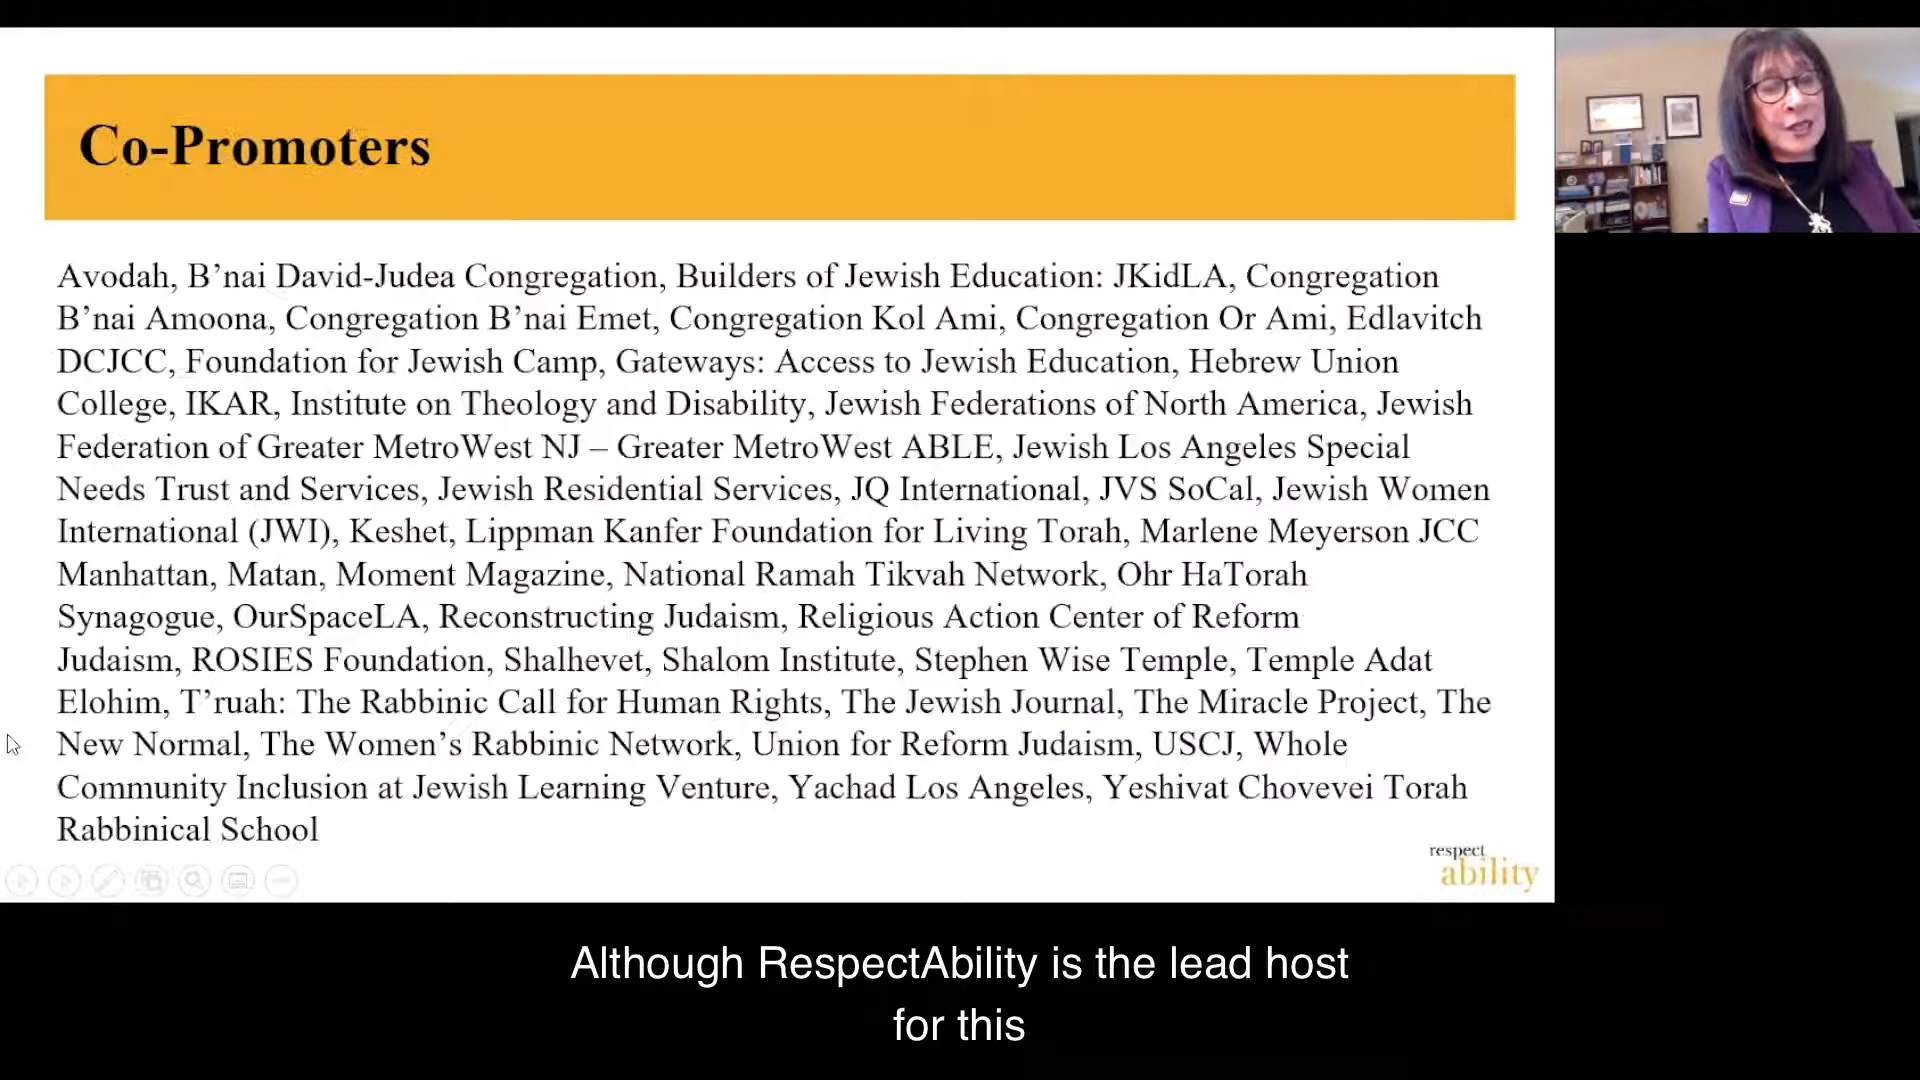 Co-Promoters
Avodah, B’nai David-Judea Congregation, Builders of Jewish Education: JKidLA, Congregation
B’nai Amoona, Congregation B’nai Emet, Congregation Kol Ami, Congregation Or Ami, Edlavitch
DCJCC, Foundation for Jewish Camp, Gateways: Access to Jewish Education, Hebrew Union
College, IKAR, Institute on Theology and Disability, Jewish Federations of North America, Jewish
Federation of Greater MetroWest NJ – Greater MetroWest ABLE, Jewish Los Angeles Special
Needs Trust and Services, Jewish Residential Services, JQ International, JVS SoCal, Jewish Women
International (JWI), Keshet, Lippman Kanfer Foundation for Living Torah, Marlene Meyerson JCC
Manhattan, Matan, Moment Magazine, National Ramah Tikvah Network, Ohr HaTorah
Synagogue, OurSpaceLA, Reconstructing Judaism, Religious Action Center of Reform
Judaism, ROSIES Foundation, Shalhevet, Shalom Institute, Stephen Wise Temple, Temple Adat
Elohim, T’ruah: The Rabbinic Call for Human Rights, The Jewish Journal, The Miracle Project, The
New Normal, The Women’s Rabbinic Network, Union for Reform Judaism, USCJ, Whole
Community Inclusion at Jewish Learning Venture, Yachad Los Angeles, Yeshivat Chovevei Torah
Rabbinical School
respect
ability
Although RespectAbility is the lead host
for this